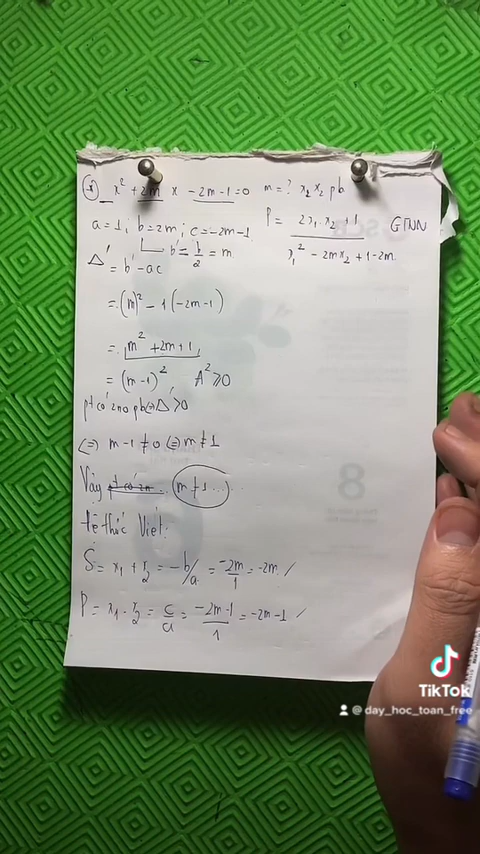 x² + 2m x - 2m - 1 = 0 m = ? x₁ x₂ pb
a = 1; b = 2m; c = -2m - 1
P = 2x₁.x₂ + 1 / x₁² - 2mx₂ + 1 - 2m GTNN
b' = b/2 = m
Δ' = b' - ac
= (m)² - 1(-2m-1)
= m² + 2m + 1
= (m-1)² A² ≥ 0
pt có 2 no pb ⇔ Δ' > 0
⇔ m - 1 ≠ 0 ⇔ m ≠ 1
Vậy m ≠ 1...
Hệ thức Viét:
S = x₁ + x₂ = -b/a = -2m/1 = -2m
P = x₁ . x₂ = c/a = -2m-1/1 = -2m - 1
8
TikTok
@day_hoc_toan_free